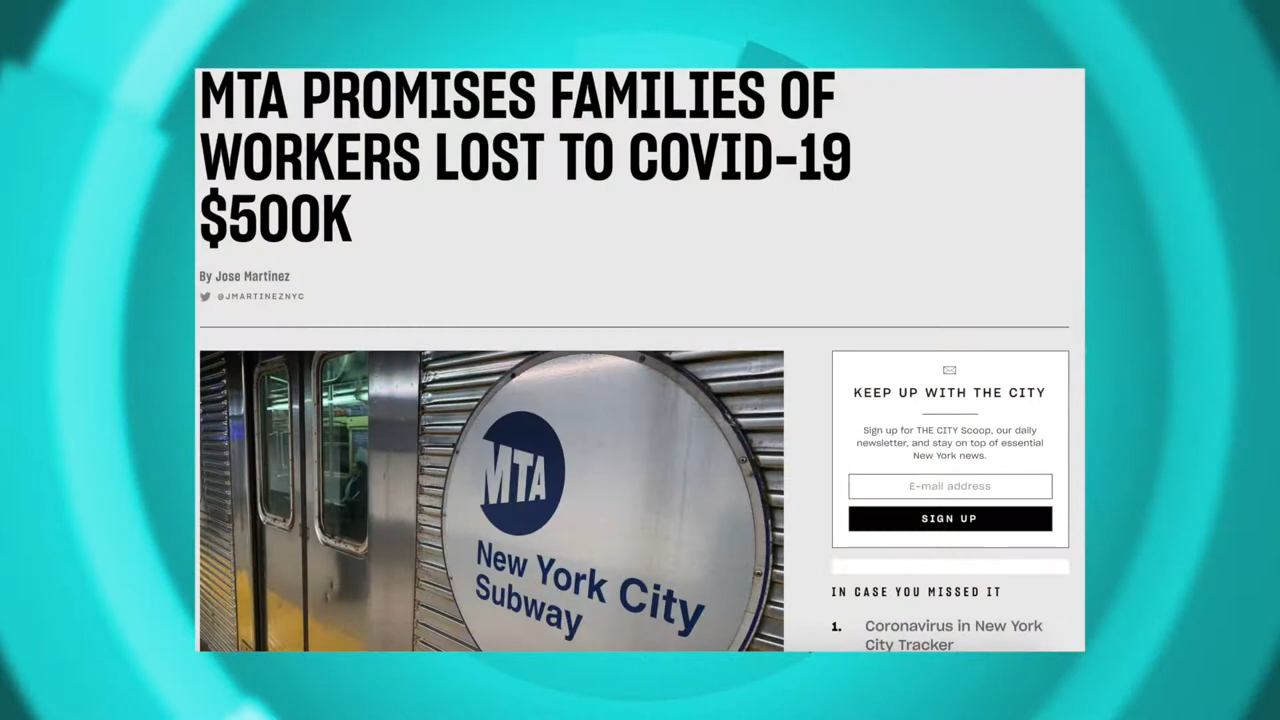 MTA PROMISES FAMILIES OF
WORKERS LOST TO COVID-19
$500K
By Jose Martinez
@JMARTINEZNYC
MTA
New York City
Subway
KEEP UP WITH THE CITY
Sign up for THE CITY Scoop, our daily
newsletter, and stay on top of essential
New York news.
E-mail address
SIGN UP
IN CASE YOU MISSED IT
1. Coronavirus in New York
City Tracker